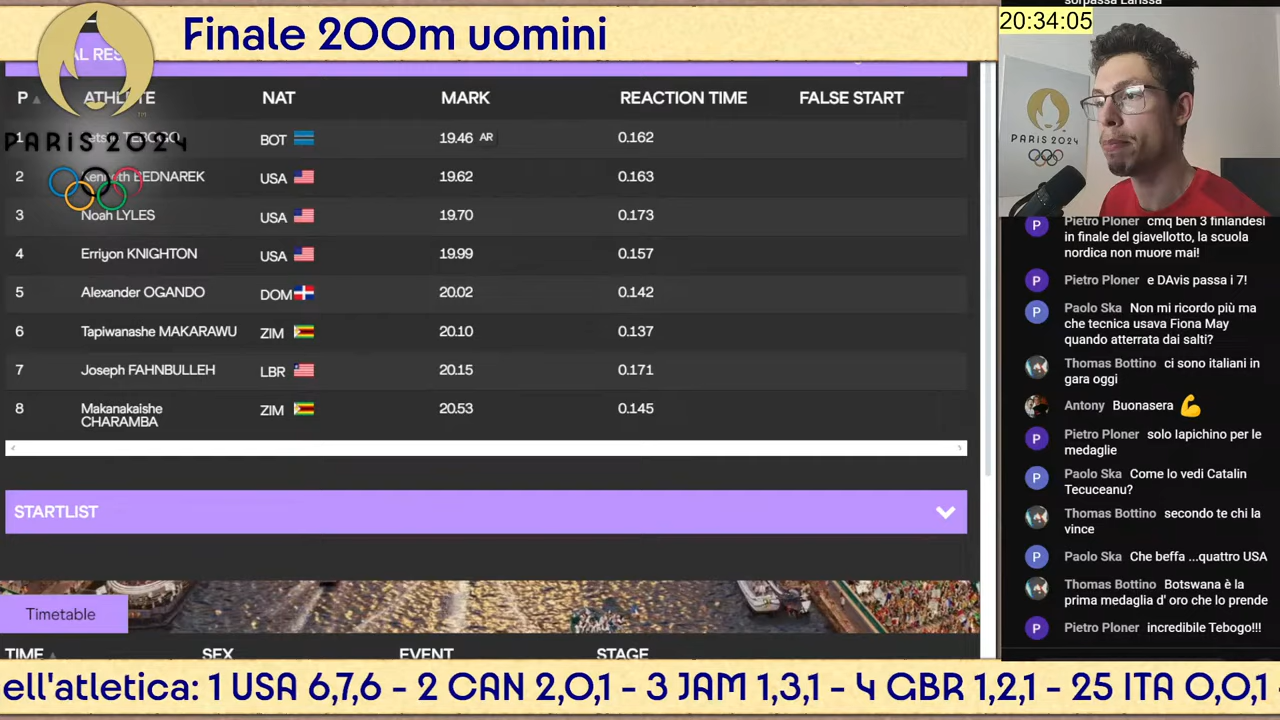 Finale 200m uomini
20:34:05
P ATHLETE NAT MARK REACTION TIME FALSE START
1 TEBOGO BOT 19.46 AR 0.162
2 Kenneth BEDNAREK USA 19.62 0.163
3 Noah LYLES USA 19.70 0.173
4 Erriyon KNIGHTON USA 19.99 0.157
5 Alexander OGANDO DOM 20.02 0.142
6 Tapiwanashe MAKARAWU ZIM 20.10 0.137
7 Joseph FAHNBULLEH LBR 20.15 0.171
8 Makanakaishe ZIM 20.53 0.145
CHARAMBA
PARIS 2024
STARTLIST
Timetable
TIME SEX EVENT STAGE
ell'atletica: 1 USA 6,7,6 - 2 CAN 2,0,1 - 3 JAM 1,3,1 - 4 GBR 1,2,1 - 25 ITA 0,0,1
sorpassa Larissa
PARIS 2024
P Pietro Ploner cmq ben 3 finlandesi
in finale del giavellotto, la scuola
nordica non muore mai!
P Pietro Ploner e DAvis passa i 7!
P Paolo Ska Non mi ricordo più ma
che tecnica usava Fiona May
quando atterrata dai salti?
Thomas Bottino ci sono italiani in
gara oggi
Antony Buonasera 💪
P Pietro Ploner solo Iapichino per le
medaglie
P Paolo Ska Come lo vedi Catalin
Tecuceanu?
Thomas Bottino secondo te chi la
vince
P Paolo Ska Che beffa ...quattro USA
Thomas Bottino Botswana è la
prima medaglia d' oro che lo prende
P Pietro Ploner incredibile Tebogo!!!